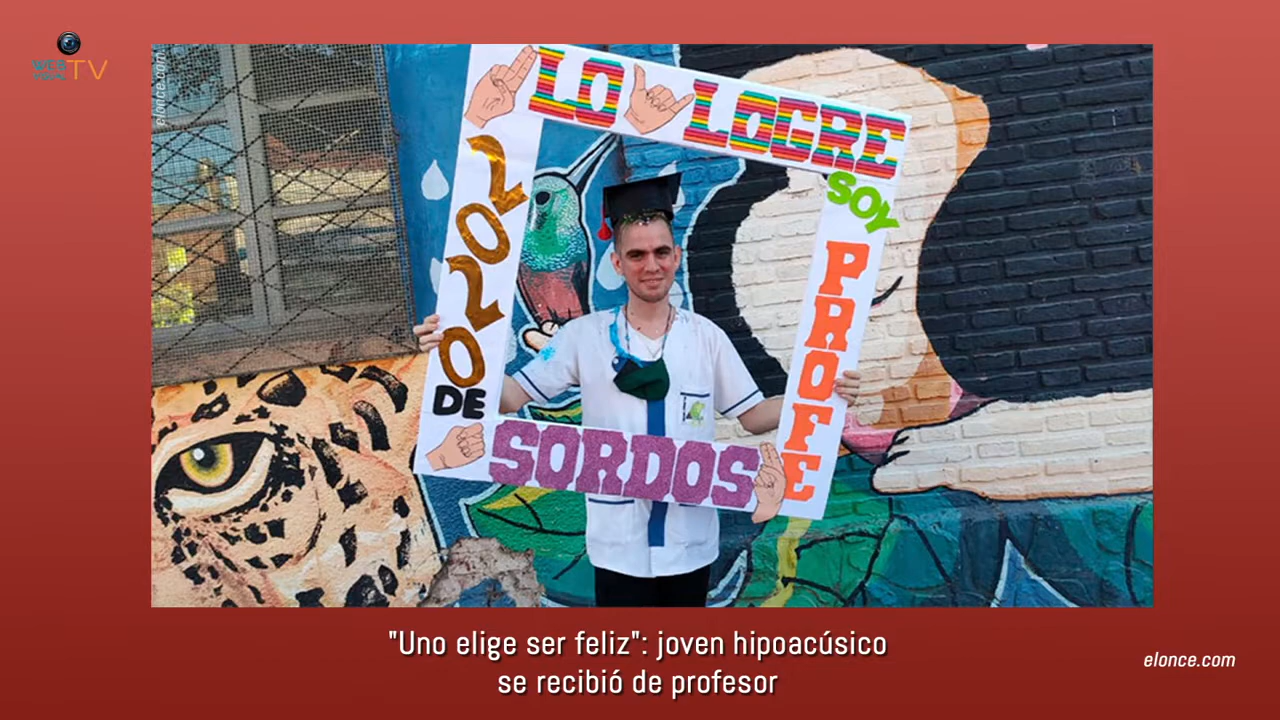 WEB
TV
elonce.com
LO LOGRE
SOY
PROFE
DE
SORDOS
2020
"Uno elige ser feliz": joven hipoacúsico
se recibió de profesor
elonce.com